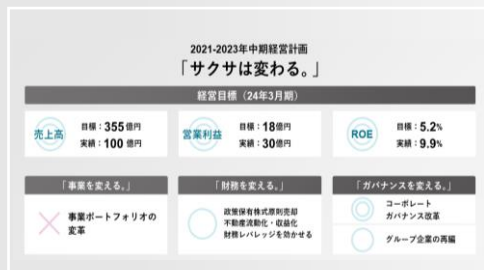 2021-2023年中期経営計画
「サクサは変わる。」
経営目標（24年3月期）
売上高
目標：355億円
実績：100 億円
営業利益
目標：18億円
実績：30億円
ROE
目標：5.2%
実績：9.9%
「事業を変える。」
事業ポートフォリオの
変革
「財務を変える。」
政策保有株式原則売却
不動産流動化・収益化
財務レバレッジを効かせる
「ガバナンスを変える。」
コーポレート
ガバナンス改革
グループ企業の再編